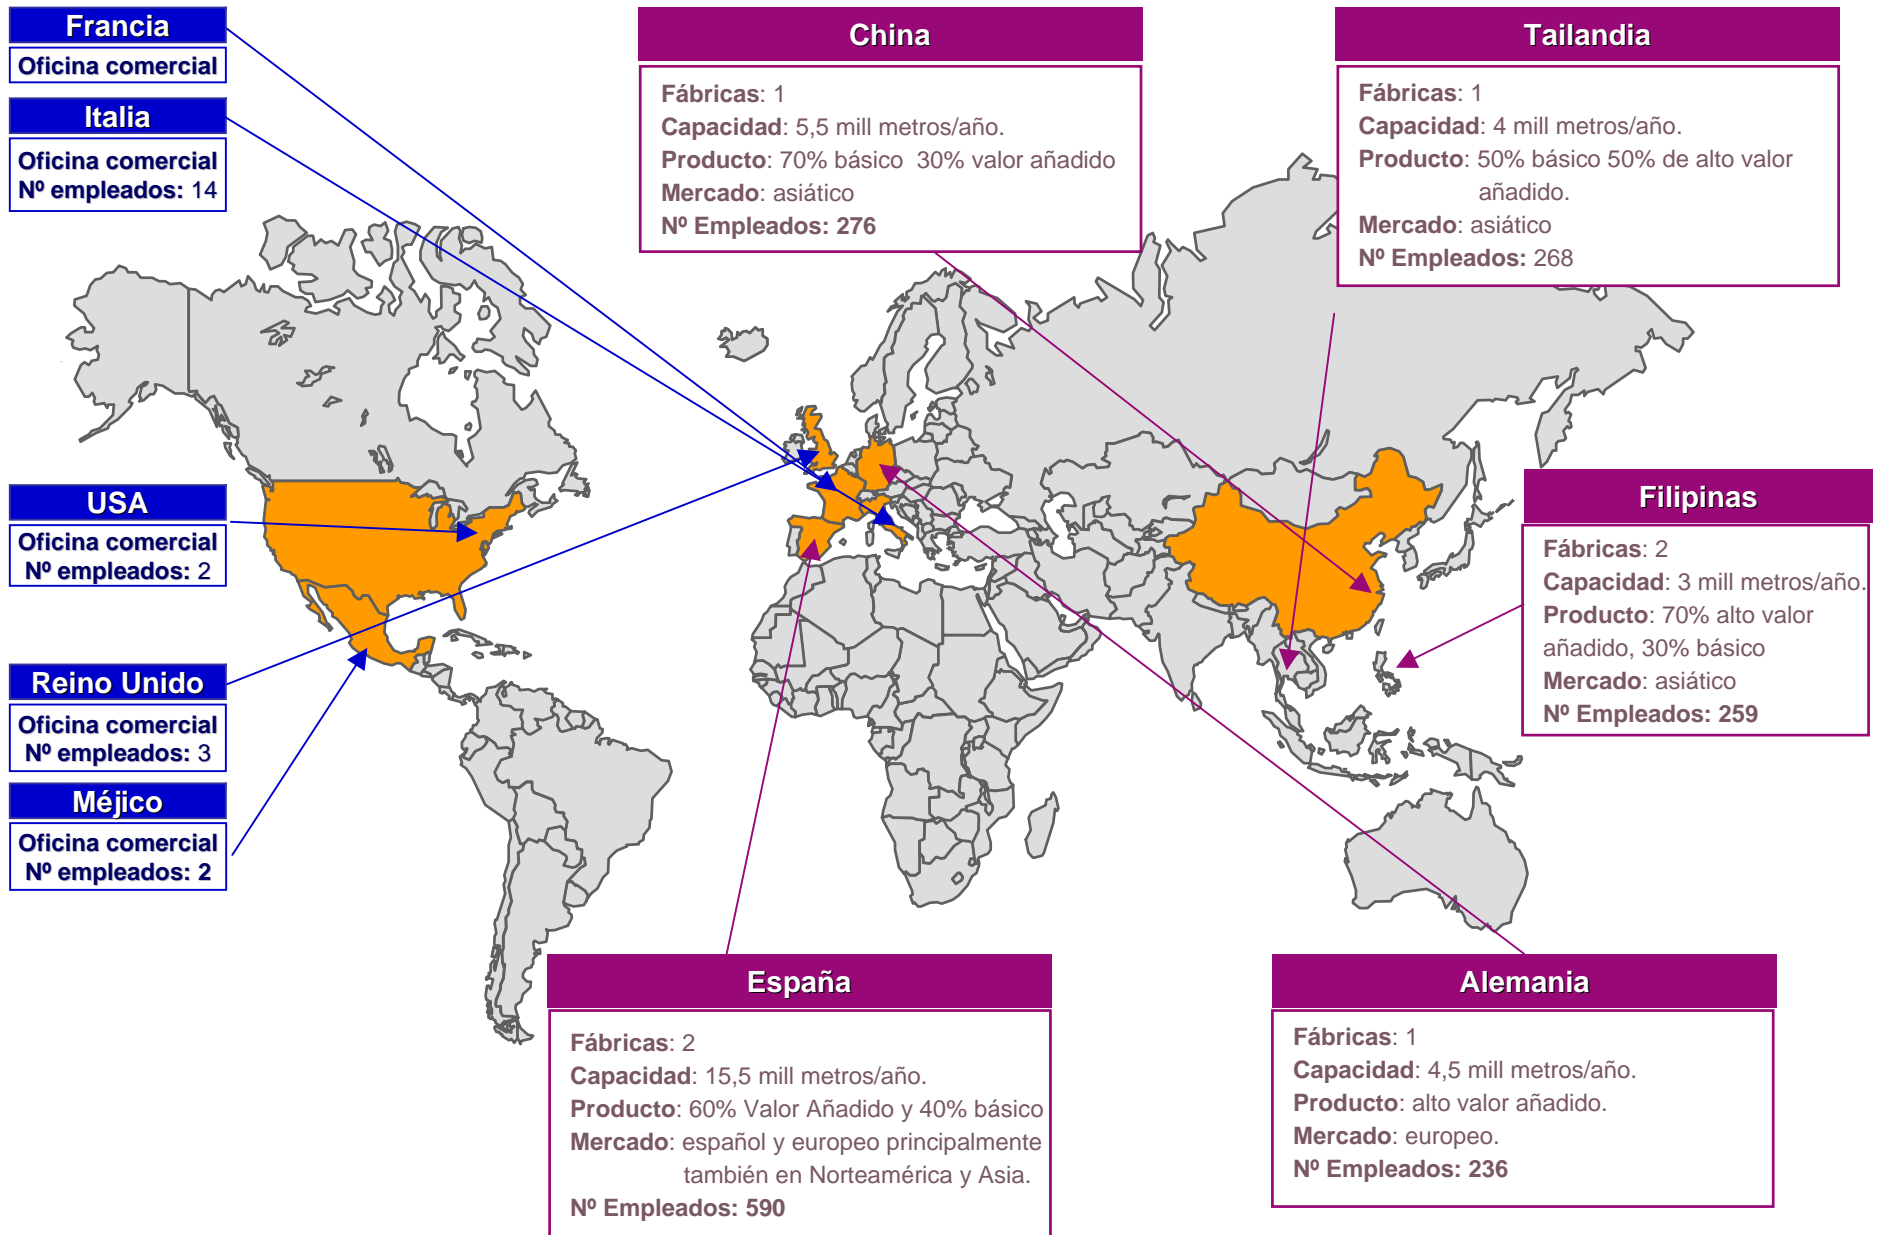 Francia
Oficina comercial
Italia
Oficina comercial
Nº empleados: 14
USA
Oficina comercial
Nº empleados: 2
Reino Unido
Oficina comercial
Nº empleados: 3
Méjico
Oficina comercial
Nº empleados: 2
China
Fábricas: 1
Capacidad: 5,5 mill metros/año.
Producto: 70% básico  30% valor añadido
Mercado: asiático
Nº Empleados: 276
Tailandia
Fábricas: 1
Capacidad: 4 mill metros/año.
Producto: 50% básico 50% de alto valor
añadido.
Mercado: asiático
Nº Empleados: 268
Filipinas
Fábricas: 2
Capacidad: 3 mill metros/año.
Producto: 70% alto valor
añadido, 30% básico
Mercado: asiático
Nº Empleados: 259
España
Fábricas: 2
Capacidad: 15,5 mill metros/año.
Producto: 60% Valor Añadido y 40% básico
Mercado: español y europeo principalmente
también en Norteamérica y Asia.
Nº Empleados: 590
Alemania
Fábricas: 1
Capacidad: 4,5 mill metros/año.
Producto: alto valor añadido.
Mercado: europeo.
Nº Empleados: 236